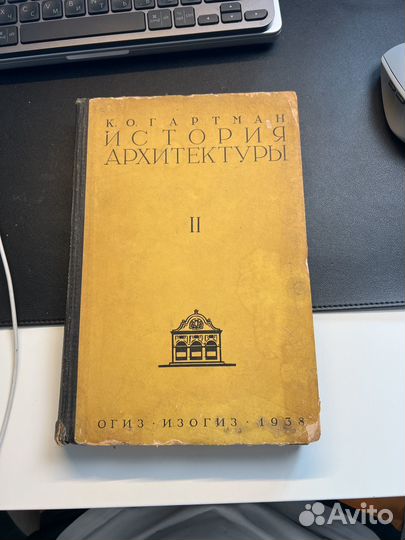 К.О.ГАРТМАН
ИСТОРИЯ
АРХИТЕКТУРЫ
II
ОГИЗ · ИЗОГИЗ · 1938
Avito